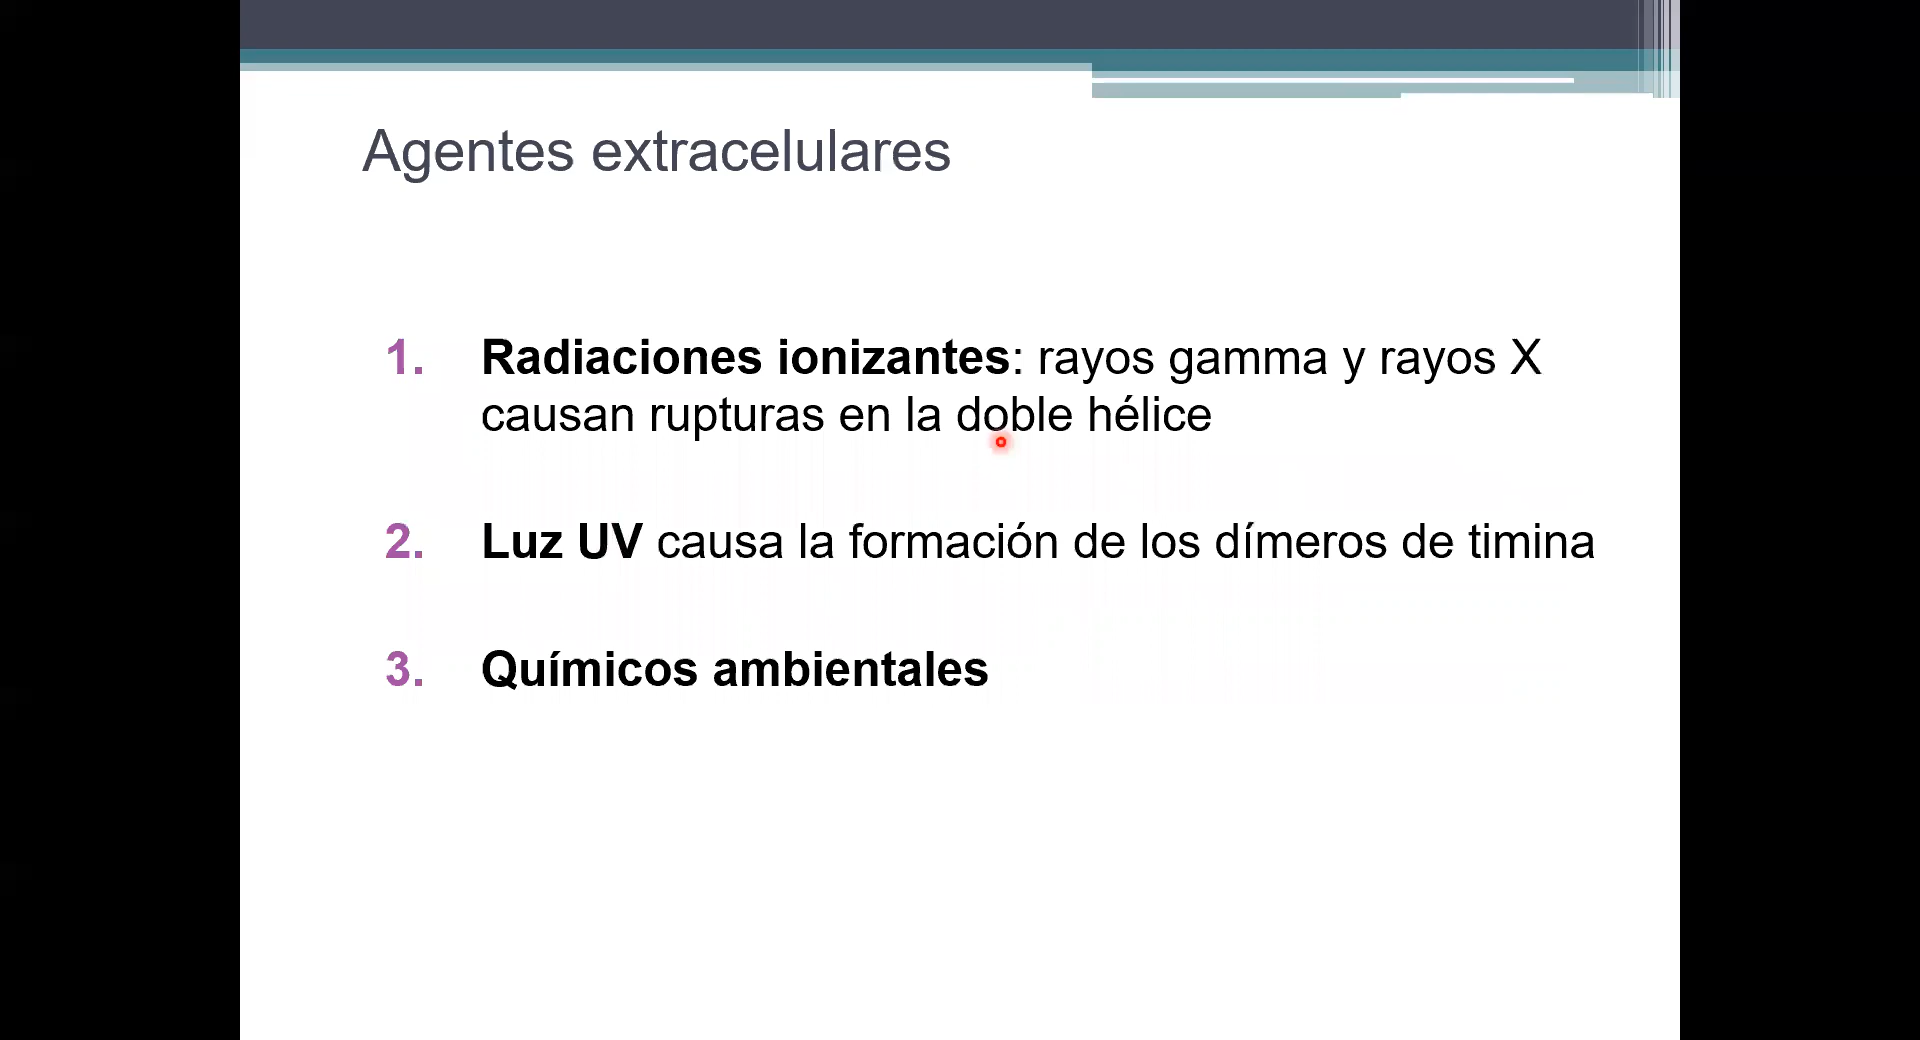 Agentes extracelulares
1. Radiaciones ionizantes: rayos gamma y rayos X
causan rupturas en la doble hélice
2. Luz UV causa la formación de los dímeros de timina
3. Químicos ambientales